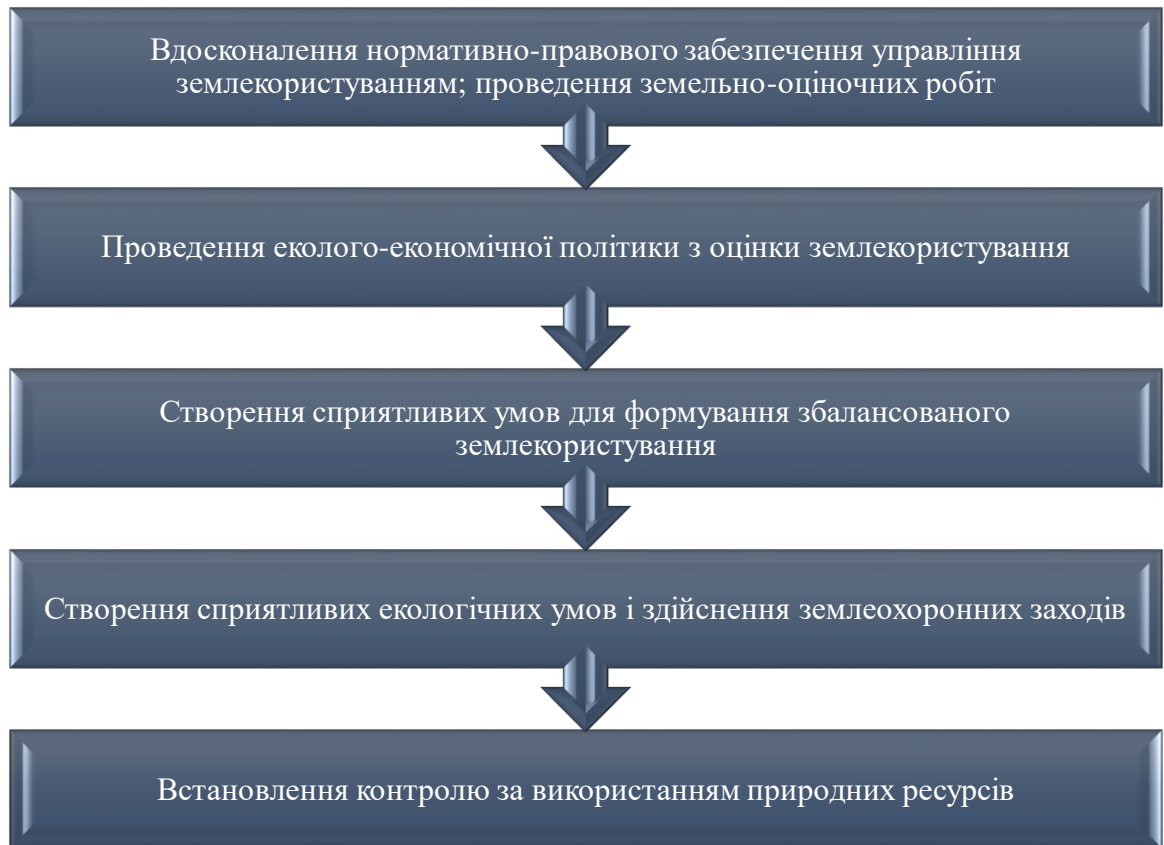 Вдосконалення нормативно-правового забезпечення управління
землекористуванням; проведення земельно-оціночних робіт
Проведення еколого-економічної політики з оцінки землекористування
Створення сприятливих умов для формування збалансованого
землекористування
Створення сприятливих екологічних умов і здійснення землеохоронних заходів
Встановлення контролю за використанням природних ресурсів